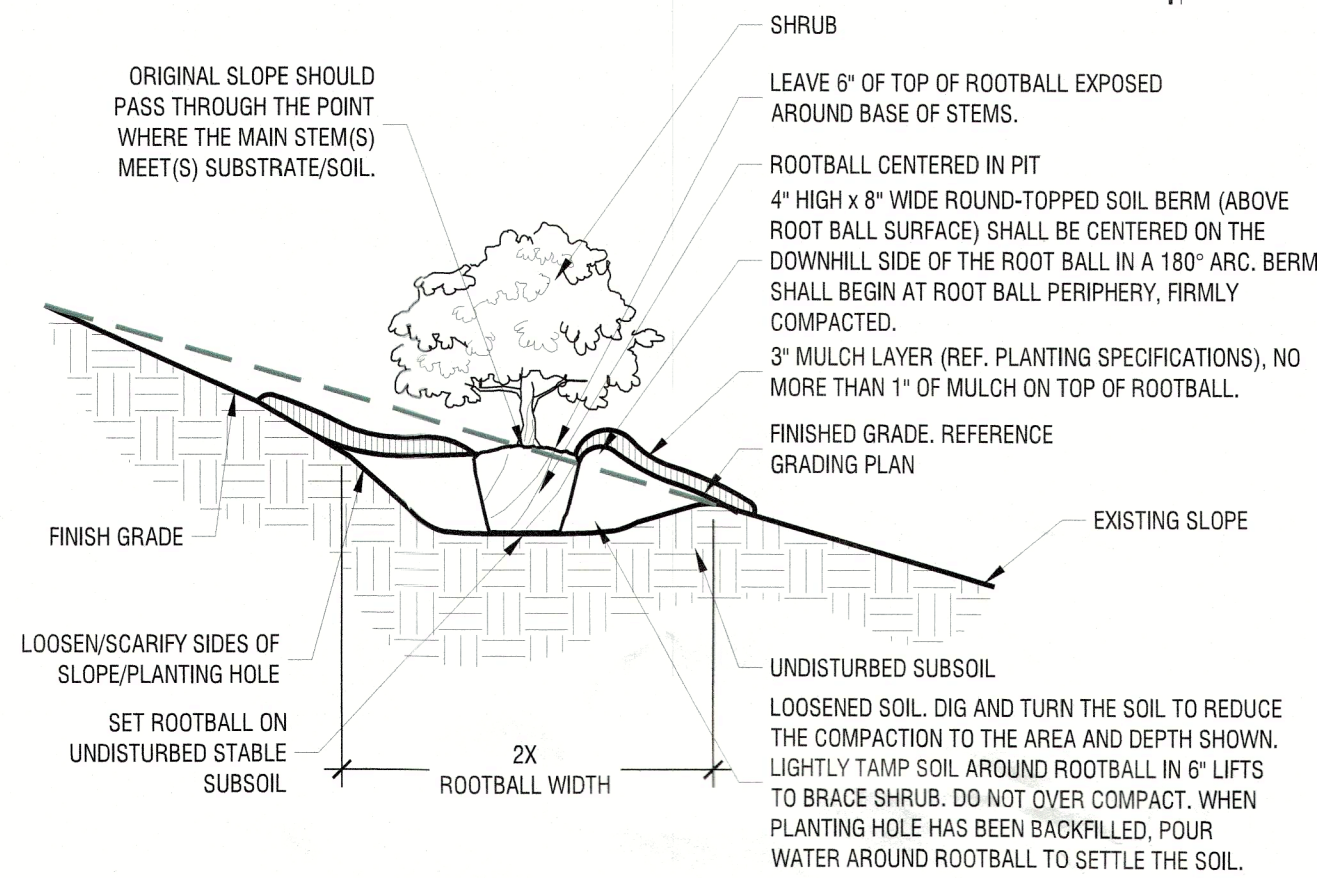 SHRUB
ORIGINAL SLOPE SHOULD
PASS THROUGH THE POINT
WHERE THE MAIN STEM(S)
MEET(S) SUBSTRATE/SOIL.
LEAVE 6" OF TOP OF ROOTBALL EXPOSED
AROUND BASE OF STEMS.
ROOTBALL CENTERED IN PIT
4" HIGH x 8" WIDE ROUND-TOPPED SOIL BERM (ABOVE
ROOT BALL SURFACE) SHALL BE CENTERED ON THE
DOWNHILL SIDE OF THE ROOT BALL IN A 180° ARC. BERM
SHALL BEGIN AT ROOT BALL PERIPHERY, FIRMLY
COMPACTED.
3" MULCH LAYER (REF. PLANTING SPECIFICATIONS), NO
MORE THAN 1" OF MULCH ON TOP OF ROOTBALL.
FINISHED GRADE. REFERENCE
GRADING PLAN
EXISTING SLOPE
FINISH GRADE
LOOSEN/SCARIFY SIDES OF
SLOPE/PLANTING HOLE
SET ROOTBALL ON
UNDISTURBED STABLE
SUBSOIL
2X
ROOTBALL WIDTH
UNDISTURBED SUBSOIL
LOOSENED SOIL. DIG AND TURN THE SOIL TO REDUCE
THE COMPACTION TO THE AREA AND DEPTH SHOWN.
LIGHTLY TAMP SOIL AROUND ROOTBALL IN 6" LIFTS
TO BRACE SHRUB. DO NOT OVER COMPACT. WHEN
PLANTING HOLE HAS BEEN BACKFILLED, POUR
WATER AROUND ROOTBALL TO SETTLE THE SOIL.